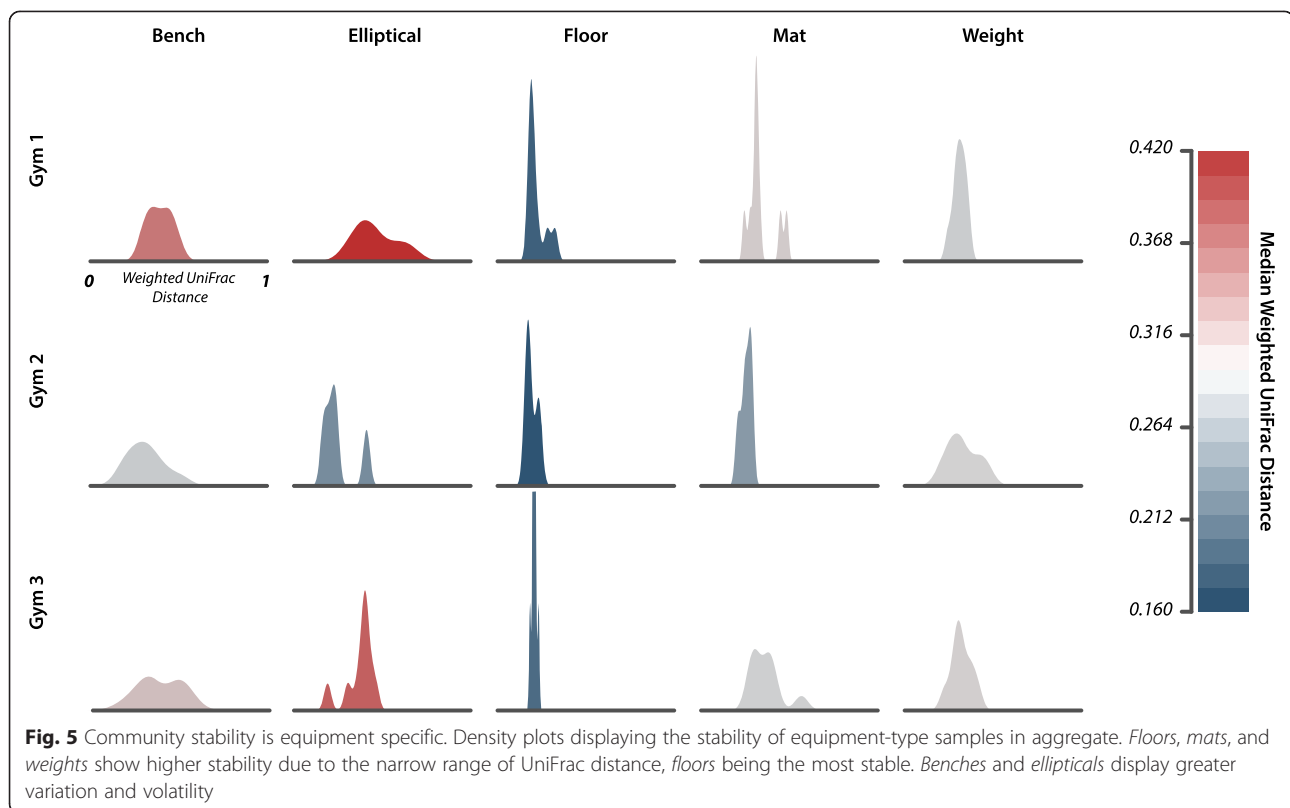 Bench Elliptical Floor Mat Weight
Gym 1
0 Weighted UniFrac 1
Distance
Gym 2
Gym 3
0.420
0.368
0.316
0.264
0.212
0.160
Median Weighted UniFrac Distance
Fig. 5 Community stability is equipment specific. Density plots displaying the stability of equipment-type samples in aggregate. Floors, mats, and
weights show higher stability due to the narrow range of UniFrac distance, floors being the most stable. Benches and ellipticals display greater
variation and volatility